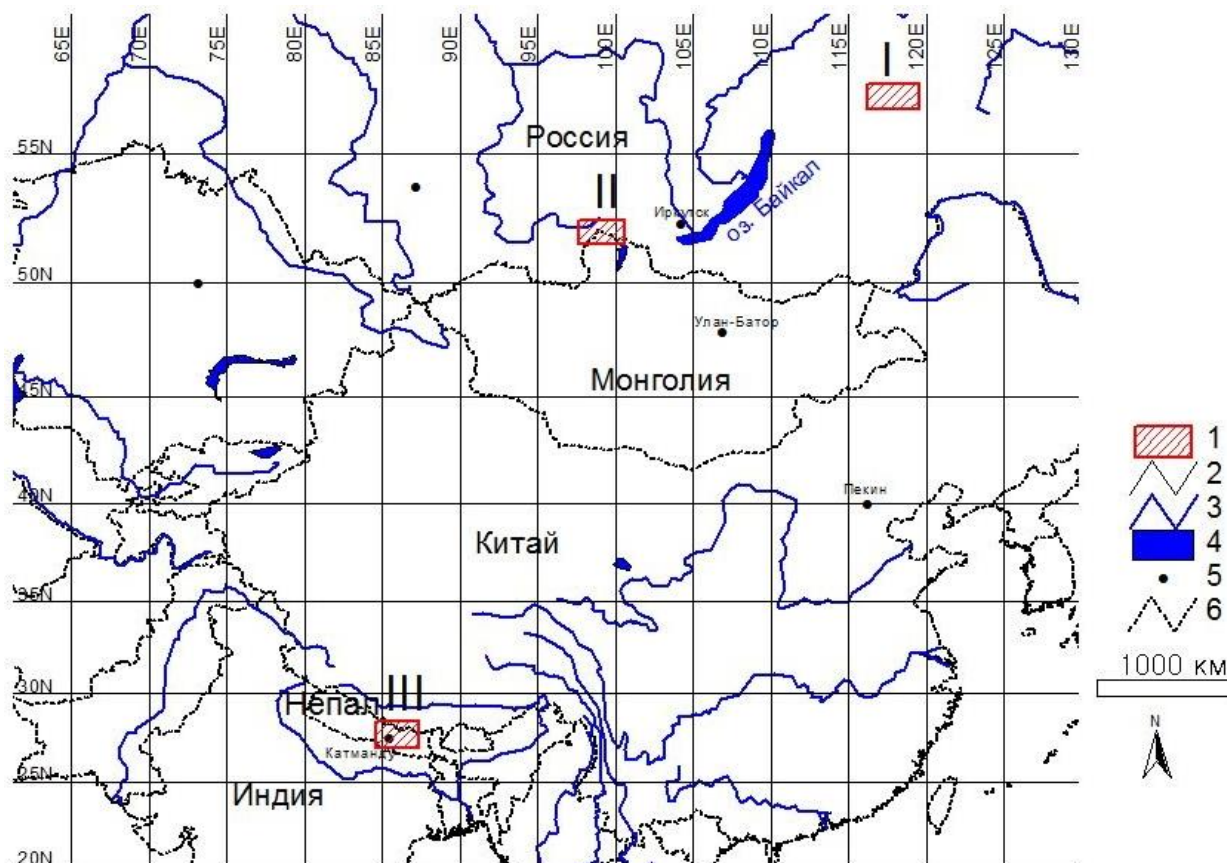 65E 70E 75E 80E 85E 90E 95E 100E 105E 110E 115E 120E 125E 130E
I
Россия
55N
II
Иркутск
оз. Байкал
50N
Улан-Батор
Монголия
45N
40N
Пекин
Китай
35N
30N
Непал
III
Катманду
25N
Индия
20N
1
2
3
4
5
6
1000 км
N